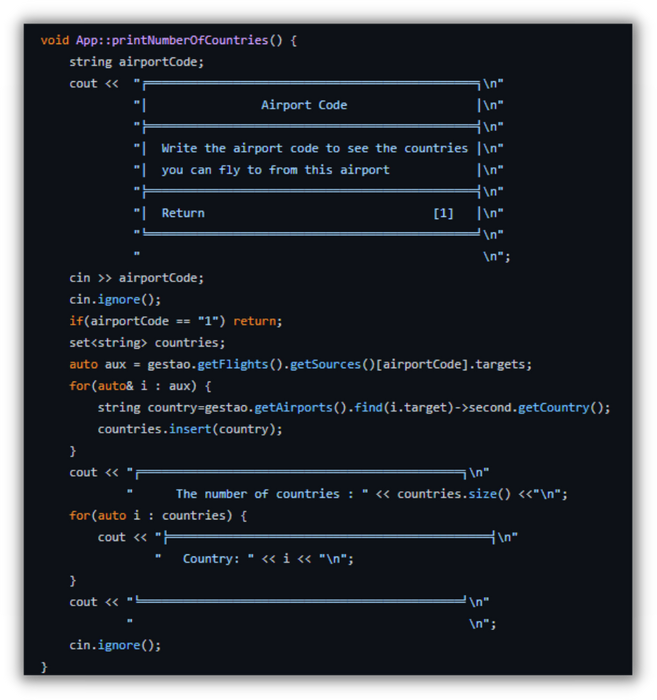 void App::printNumberOfCountries() {
    string airportCode;
    cout <<  "╒══════════════════════════════════════════════╕\n"
             "│                Airport Code                  │\n"
             "╞══════════════════════════════════════════════╡\n"
             "│  Write the airport code to see the countries │\n"
             "│  you can fly to from this airport            │\n"
             "╞══════════════════════════════════════════════╡\n"
             "│  Return                                [1]   │\n"
             "╘══════════════════════════════════════════════╛\n"
             "                                                \n";
    cin >> airportCode;
    cin.ignore();
    if(airportCode == "1") return;
    set<string> countries;
    auto aux = gestao.getFlights().getSources()[airportCode].targets;
    for(auto& i : aux) {
        string country=gestao.getAirports().find(i.target)->second.getCountry();
        countries.insert(country);
    }
    cout << "╒═════════════════════════════════════════════╕\n"
            "      The number of countries : " << countries.size() <<"\n";
    for(auto i : countries) {
        cout << "╞═════════════════════════════════════════════╡\n"
                "   Country: " << i << "\n";
    }
    cout << "╘═════════════════════════════════════════════╛\n"
            "                                               \n";
    cin.ignore();
}